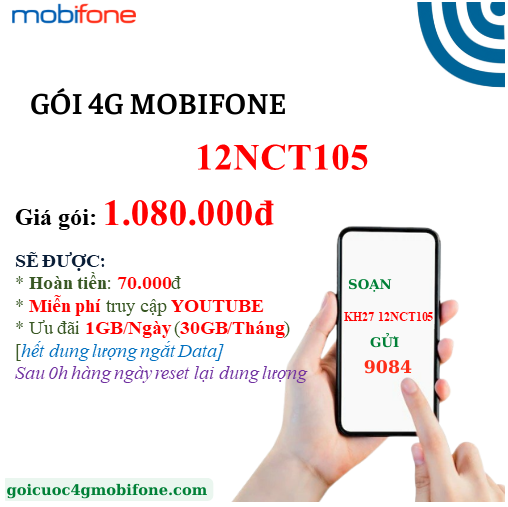 mobifone
GÓI 4G MOBIFONE
12NCT105
Giá gói: 1.080.000đ
SẼ ĐƯỢC:
* Hoàn tiền: 70.000đ
* Miễn phí truy cập YOUTUBE
* Ưu đãi 1GB/Ngày (30GB/Tháng)
[hết dung lượng ngắt Data]
Sau 0h hàng ngày reset lại dung lượng
SOẠN
KH27 12NCT105
GỬI
9084
goicuoc4gmobifone.com